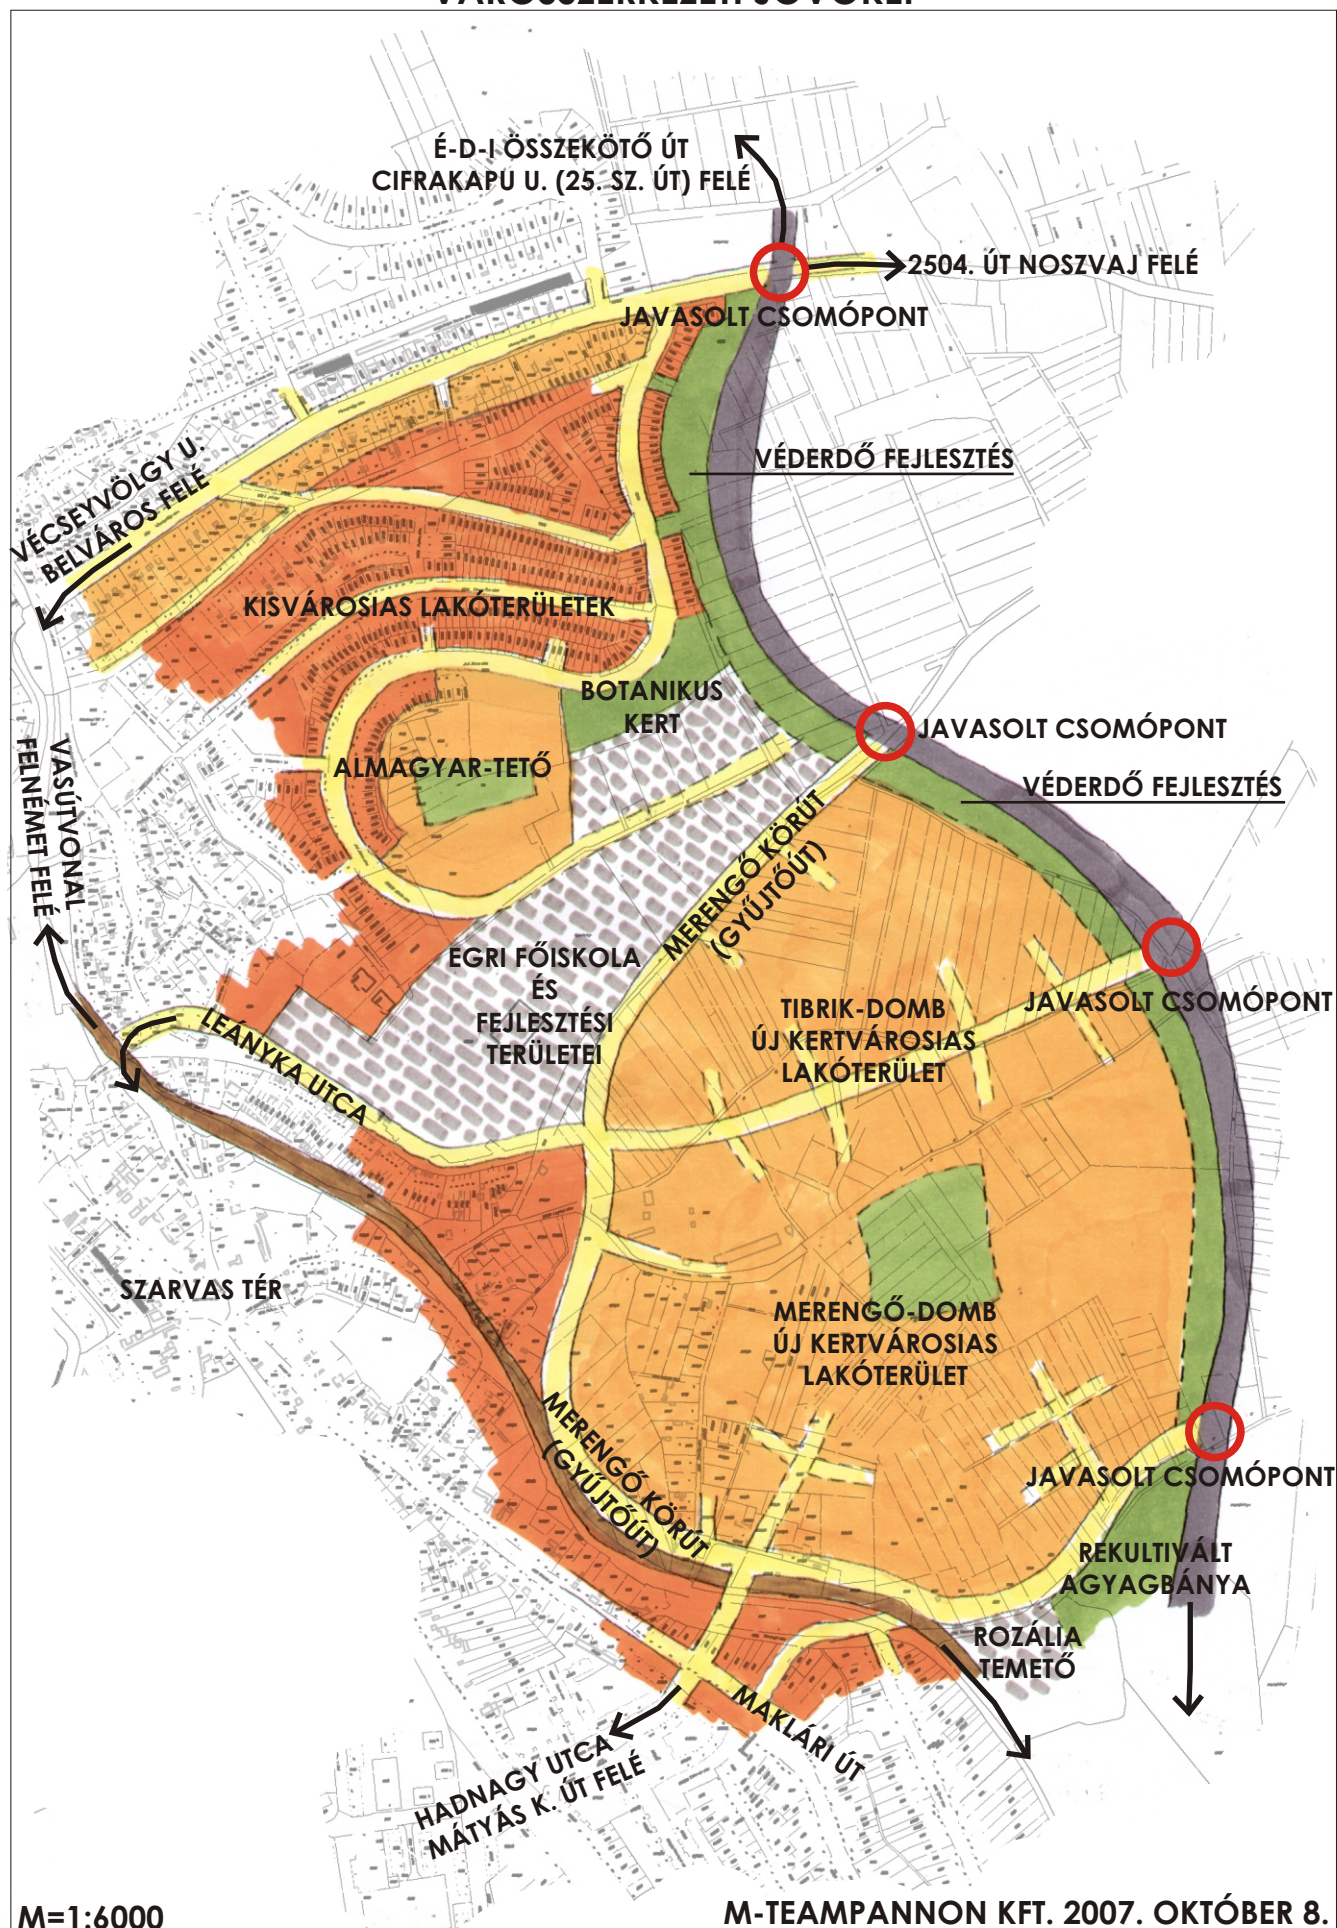 VÁROSSZERKEZETI JÖVŐKÉP
É-D-I ÖSSZEKÖTŐ ÚT
CIFRAKAPU U. (25. SZ. ÚT) FELÉ
2504. ÚT NOSZVAJ FELÉ
JAVASOLT CSOMÓPONT
VÉCSEYVÖLGY U.
BELVÁROS FELÉ
VÉDERDŐ FEJLESZTÉS
KISVÁROSIAS LAKÓTERÜLETEK
BOTANIKUS
KERT
JAVASOLT CSOMÓPONT
VASÚTVONAL
FELNÉMET FELÉ
ALMAGYAR-TETŐ
VÉDERDŐ FEJLESZTÉS
MERENGŐ KÖRÚT
(GYŰJTŐÚT)
EGRI FŐISKOLA
ÉS
FEJLESZTÉSI
TERÜLETEI
JAVASOLT CSOMÓPONT
TIBRIK-DOMB
ÚJ KERTVÁROSIAS
LAKÓTERÜLET
LEÁNYKA UTCA
SZARVAS TÉR
MERENGŐ-DOMB
ÚJ KERTVÁROSIAS
LAKÓTERÜLET
MERENGŐ KÖRÚT
(GYŰJTŐÚT)
JAVASOLT CSOMÓPONT
REKULTIVÁLT
AGYAGBÁNYA
ROZÁLIA
TEMETŐ
MAKLÁRI ÚT
HADNAGY UTCA
MÁTYÁS K. ÚT FELÉ
M=1:6000
M-TEAMPANNON KFT. 2007. OKTÓBER 8.